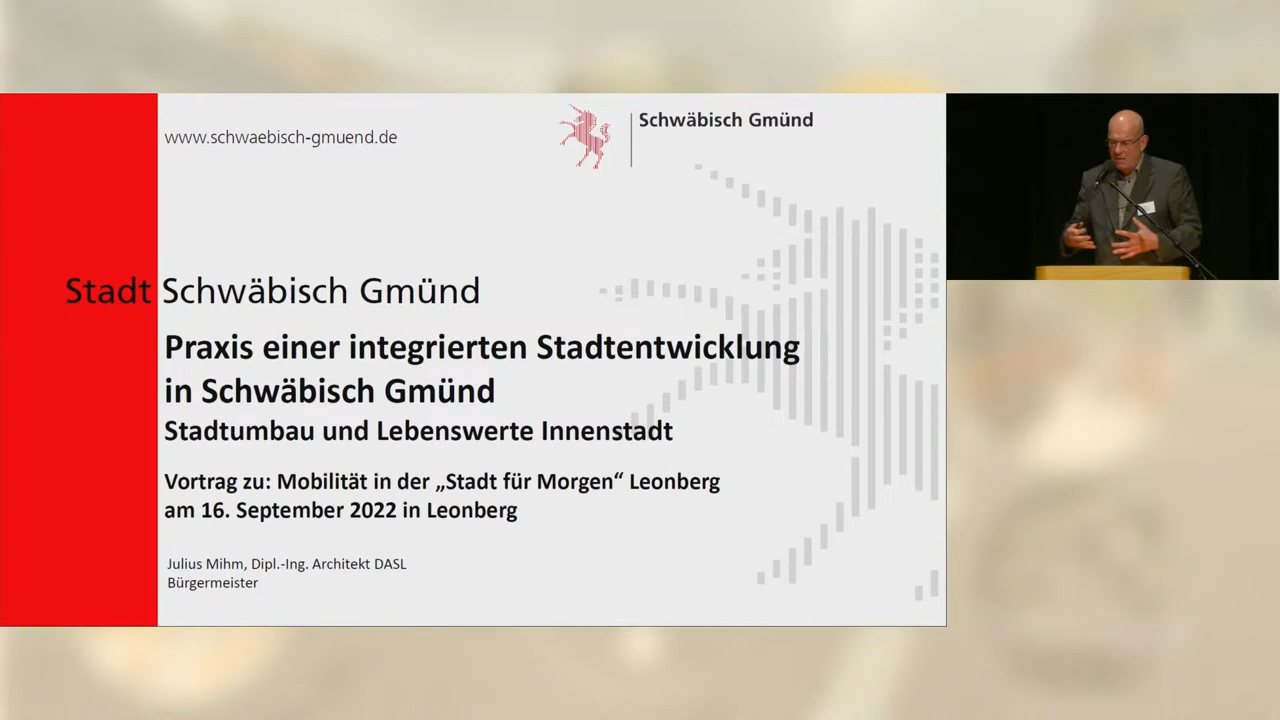 www.schwaebisch-gmuend.de
Schwäbisch Gmünd
Stadt Schwäbisch Gmünd
Praxis einer integrierten Stadtentwicklung
in Schwäbisch Gmünd
Stadtumbau und Lebenswerte Innenstadt
Vortrag zu: Mobilität in der „Stadt für Morgen“ Leonberg
am 16. September 2022 in Leonberg
Julius Mihm, Dipl.-Ing. Architekt DASL
Bürgermeister